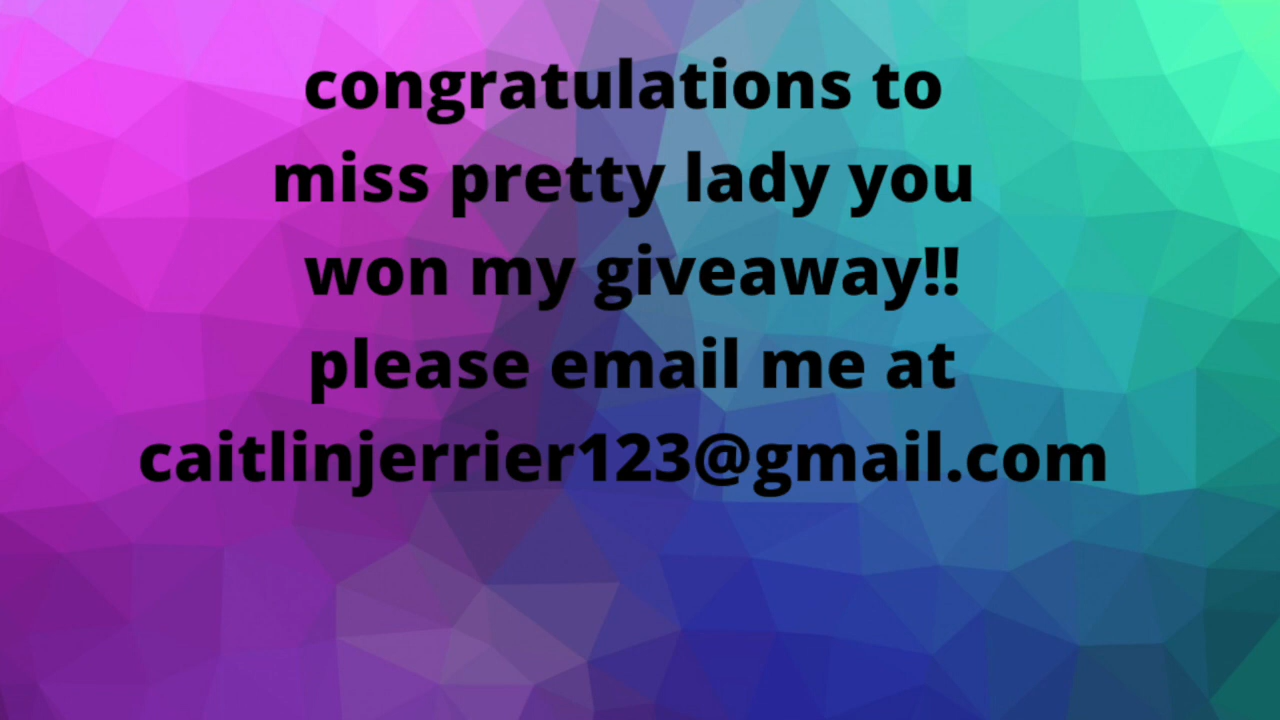 congratulations to
miss pretty lady you
won my giveaway!!
please email me at
caitlinjerrier123@gmail.com